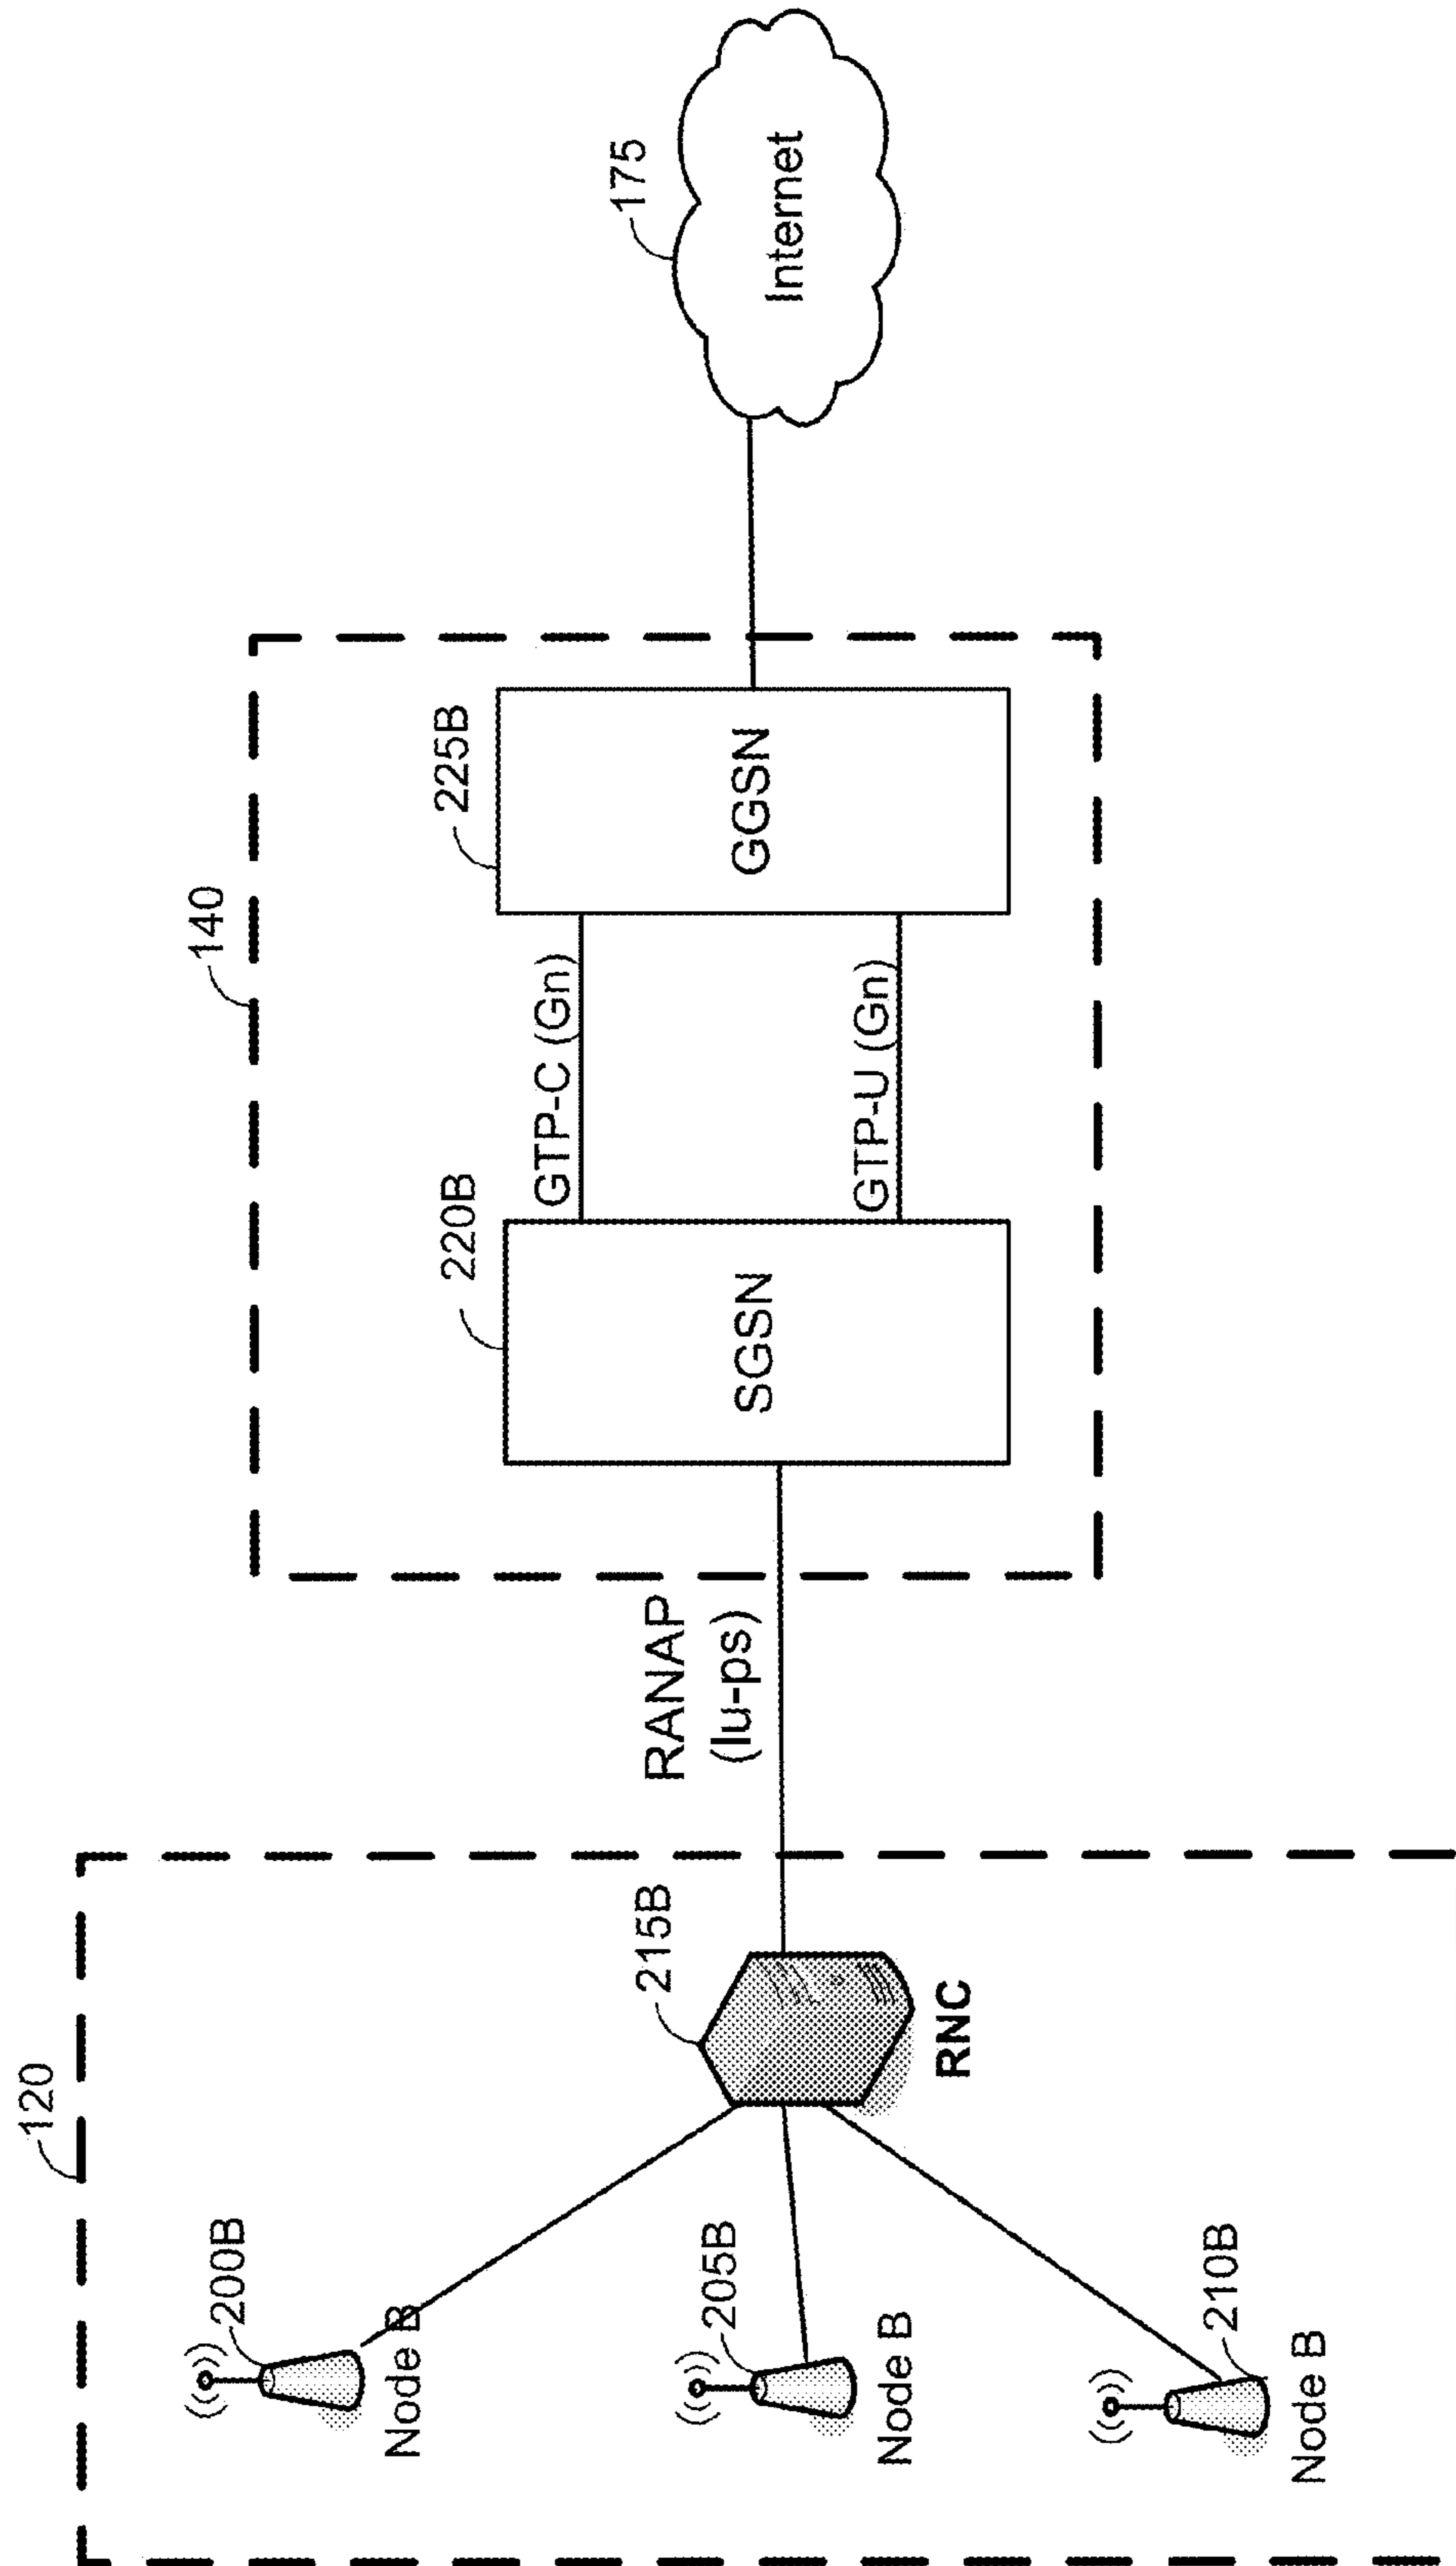 120
200B
Node B
205B
Node B
210B
Node B
215B
RNC
RANAP
(Iu-ps)
140
220B
SGSN
GTP-C (Gn)
GTP-U (Gn)
225B
GGSN
175
Internet